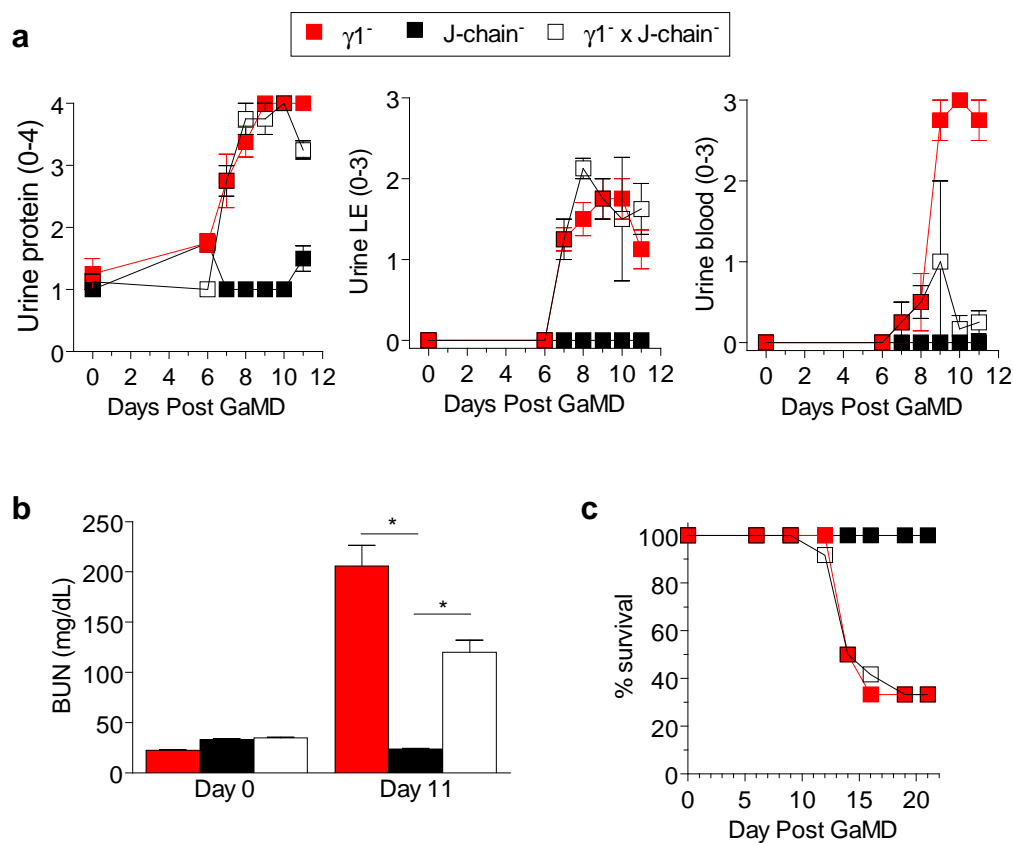 a
γ1⁻ J-chain⁻ γ1⁻ x J-chain⁻
Urine protein (0-4)
4
3
2
1
0
0 2 4 6 8 10 12
Days Post GaMD
Urine LE (0-3)
3
2
1
0
0 2 4 6 8 10 12
Days Post GaMD
Urine blood (0-3)
3
2
1
0
0 2 4 6 8 10 12
Days Post GaMD
b
BUN (mg/dL)
250
200
150
100
50
0
*
*
Day 0 Day 11
c
% survival
100
80
60
40
20
0
0 5 10 15 20
Day Post GaMD